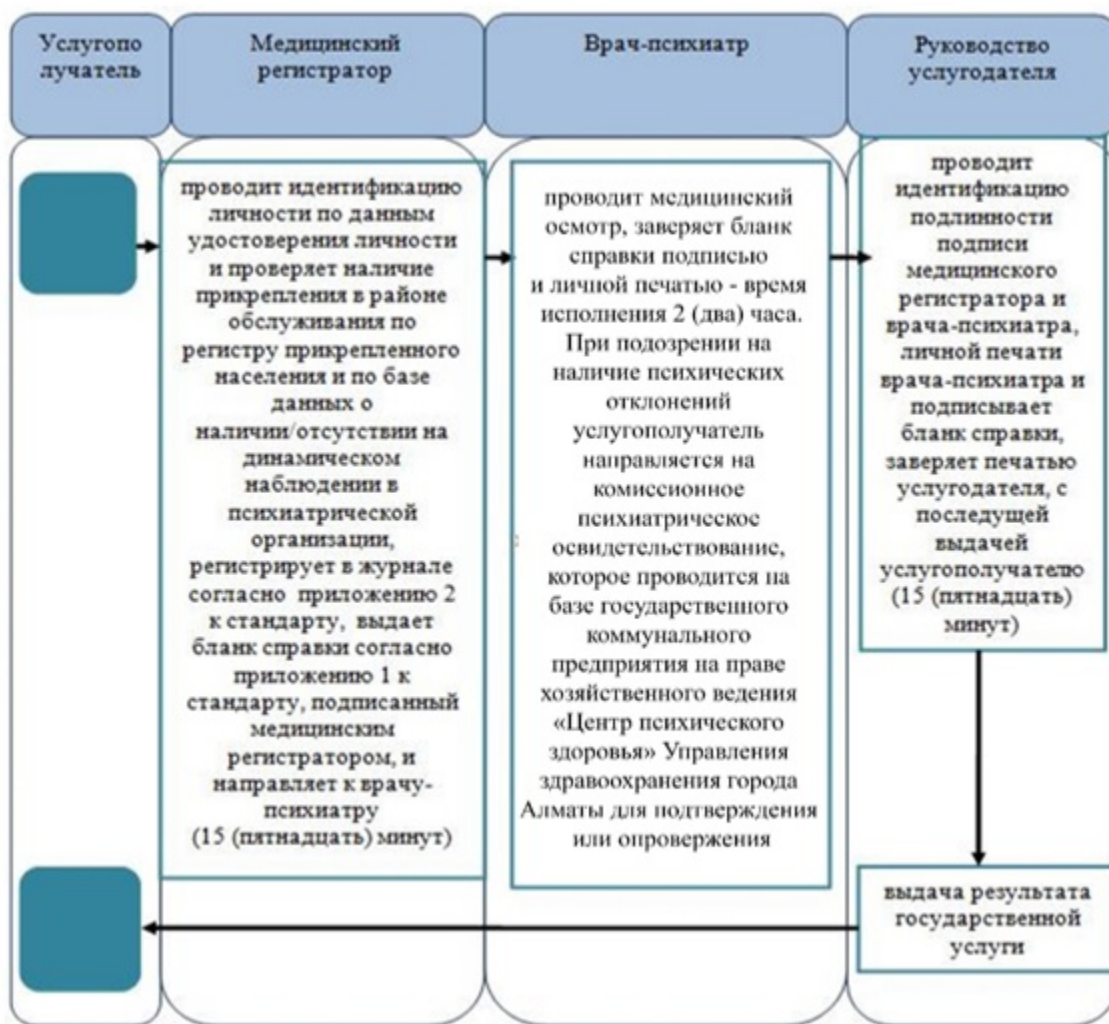 Услугопо
лучатель
Медицинский
регистратор
Врач-психиатр
Руководство
услугодателя
проводит идентификацию
личности по данным
удостоверения личности
и проверяет наличие
прикрепления в районе
обслуживания по
регистру прикрепленного
населения и по базе
данных о
наличии/отсутствии на
динамическом
наблюдении в
психиатрической
организации,
регистрирует в журнале
согласно приложению 2
к стандарту, выдает
бланк справки согласно
приложению 1 к
стандарту, подписанный
медицинским
регистратором, и
направляет к врачу-
психиатру
(15 (пятнадцать) минут)
проводит медицинский
осмотр, заверяет бланк
справки подписью
и личной печатью - время
исполнения 2 (два) часа.
При подозрении на
наличие психических
отклонений
услугополучатель
направляется на
комиссионное
психиатрическое
освидетельствование,
которое проводится на
базе государственного
коммунального
предприятия на праве
хозяйственного ведения
«Центр психического
здоровья» Управления
здравоохранения города
Алматы для подтверждения
или опровержения
проводит
идентификацию
подлинности
подписи
медицинского
регистратора и
врача-психиатра,
личной печати
врача-психиатра и
подписывает
бланк справки,
заверяет печатью
услугодателя, с
последущей
выдачей
услугополучателю
(15 (пятнадцать)
минут)
выдача результата
государственной
услуги